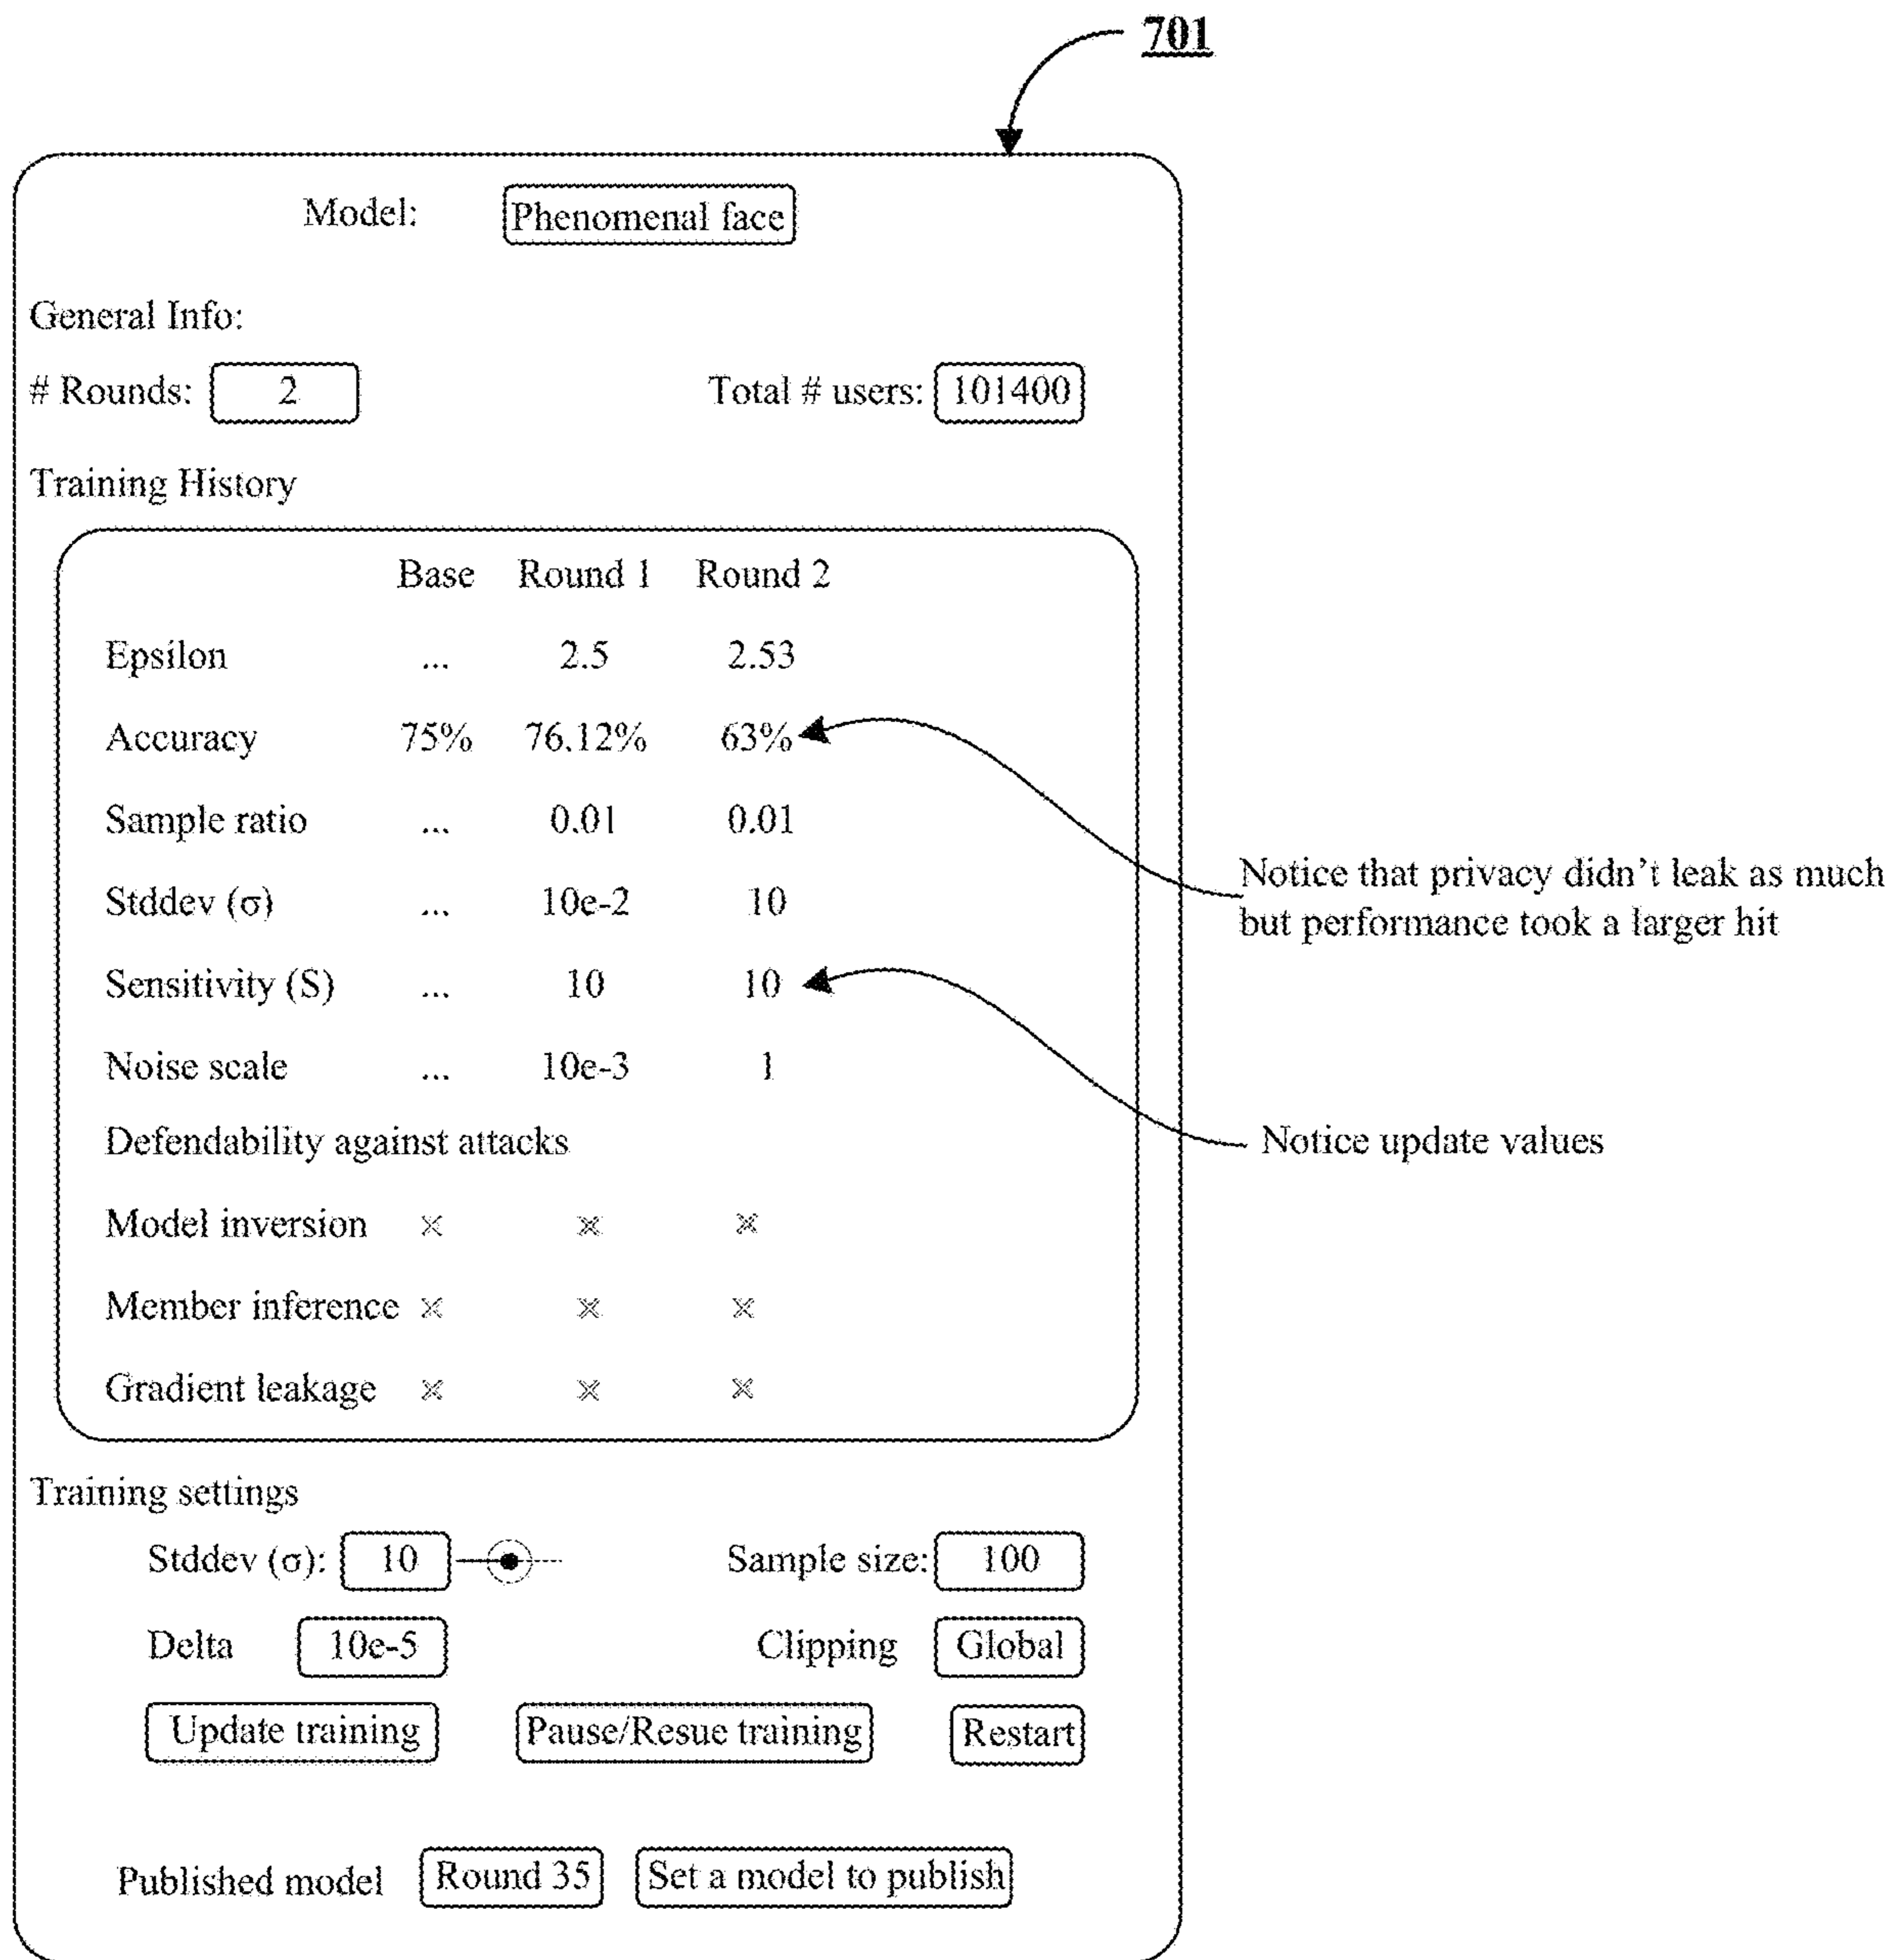 701
Model: Phenomenal face
General Info:
# Rounds: 2 Total # users: 101400
Training History
Base Round 1 Round 2
Epsilon ... 2.5 2.53
Accuracy 75% 76.12% 63%
Sample ratio ... 0.01 0.01
Notice that privacy didn't leak as much
but performance took a larger hit
Stddev (σ) ... 10e-2 10
Sensitivity (S) ... 10 10
Noise scale ... 10e-3 1
Defendability against attacks
Notice update values
Model inversion × × ×
Member inference × × ×
Gradient leakage × × ×
Training settings
Stddev (σ): 10 Sample size: 100
Delta 10e-5 Clipping Global
Update training Pause/Resue training Restart
Published model Round 35 Set a model to publish